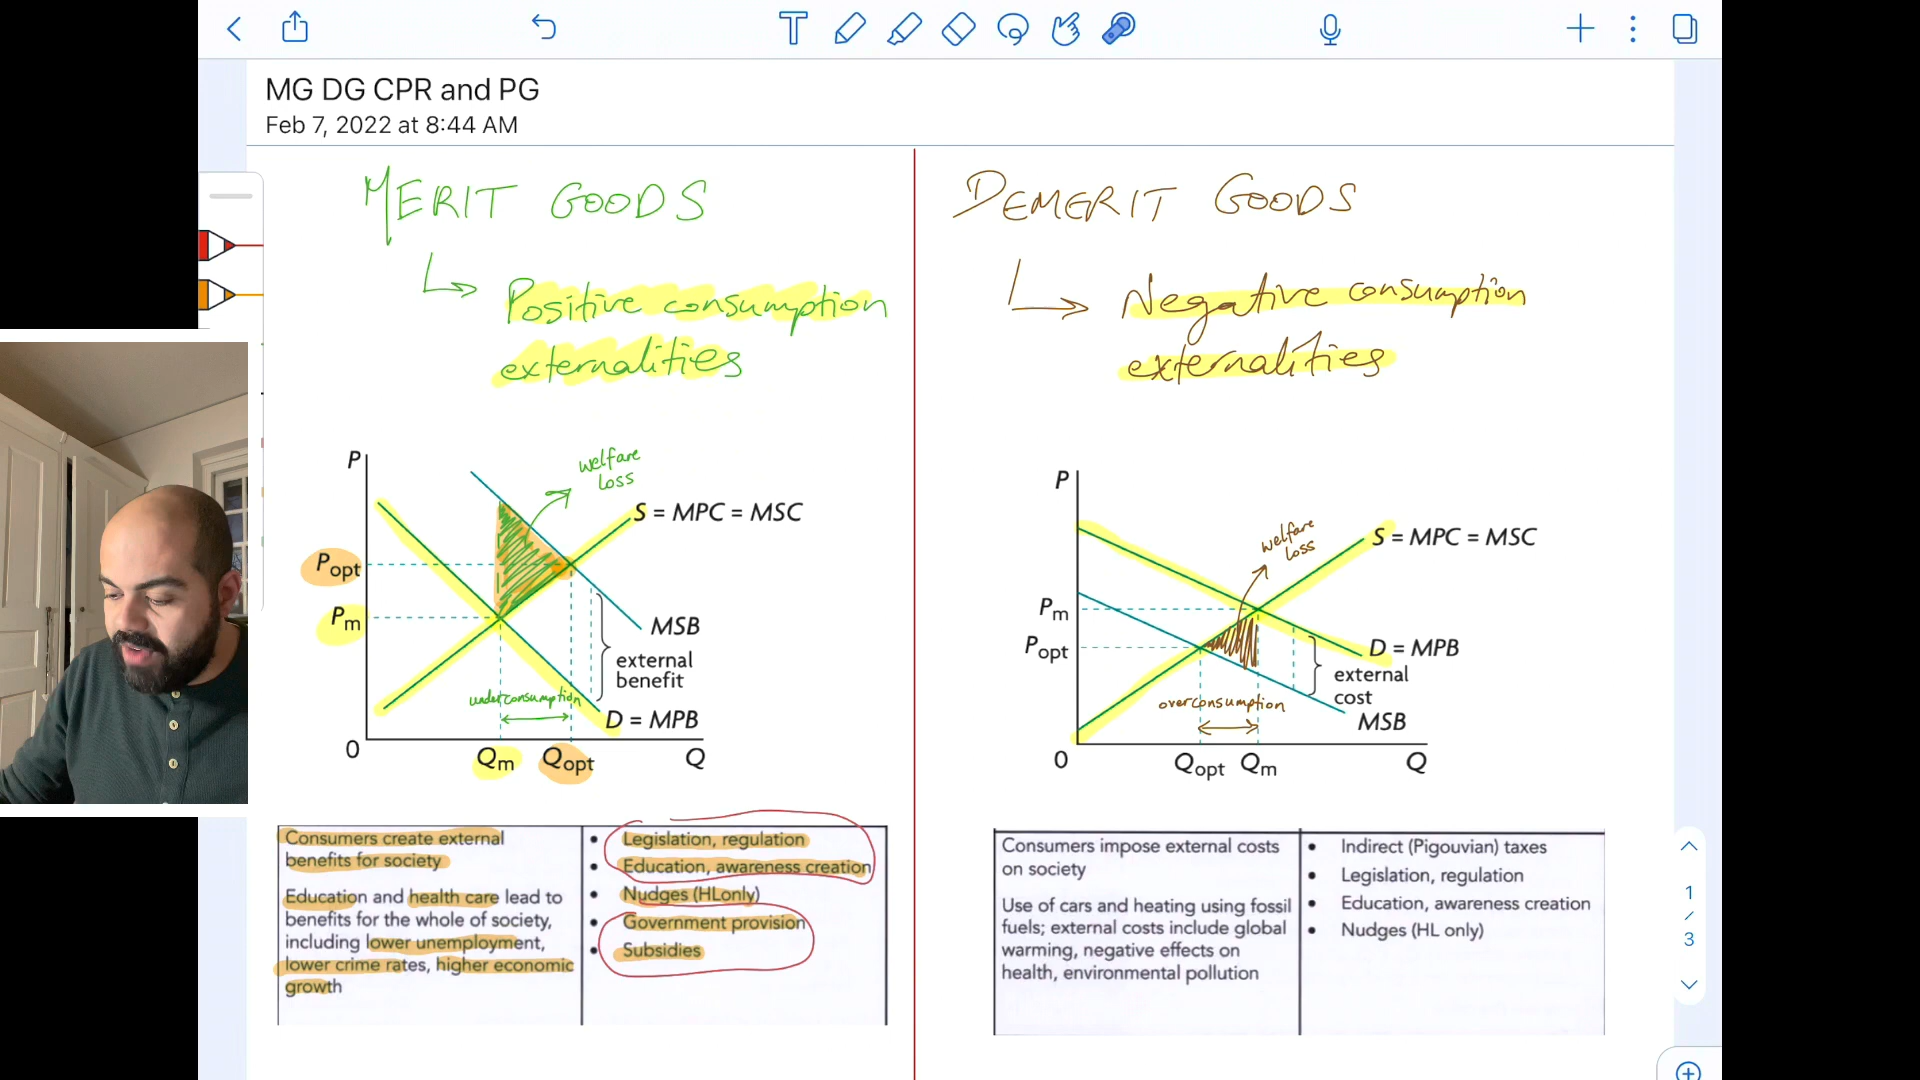 MG DG CPR and PG
Feb 7, 2022 at 8:44 AM
MERIT GOODS
Positive consumption
externalities
P
welfare
loss
S = MPC = MSC
Popt
Pm
MSB
external
benefit
underconsumption
D = MPB
0
Qm
Qopt
Q
Consumers create external
benefits for society
Education and health care lead to
benefits for the whole of society,
including lower unemployment,
lower crime rates, higher economic
growth
• Legislation, regulation
• Education, awareness creation
• Nudges (HLonly)
• Government provision
• Subsidies
DEMERIT GOODS
Negative consumption
externalities
P
welfare
loss
S = MPC = MSC
Pm
Popt
D = MPB
external
cost
overconsumption
MSB
0
Qopt
Qm
Q
Consumers impose external costs
on society
Use of cars and heating using fossil
fuels; external costs include global
warming, negative effects on
health, environmental pollution
• Indirect (Pigouvian) taxes
• Legislation, regulation
• Education, awareness creation
• Nudges (HL only)
1
/
3